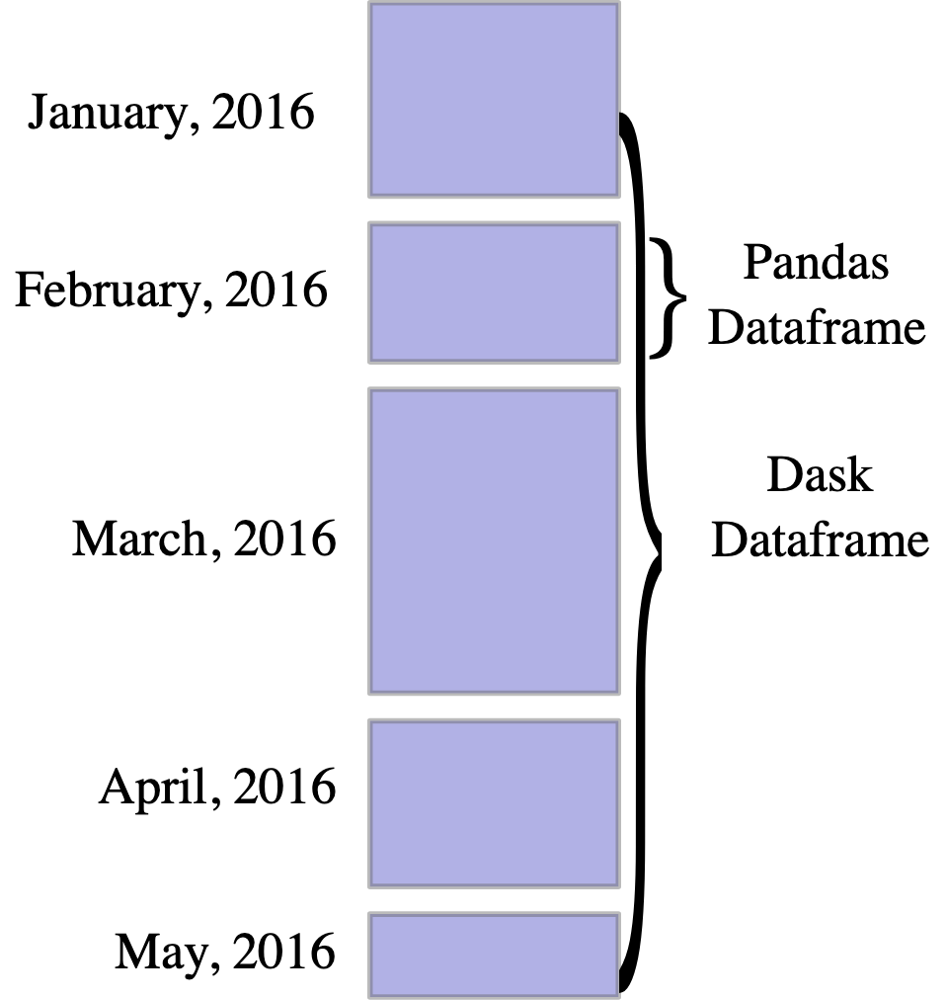 January, 2016
February, 2016
Pandas
Dataframe
March, 2016
Dask
Dataframe
April, 2016
May, 2016